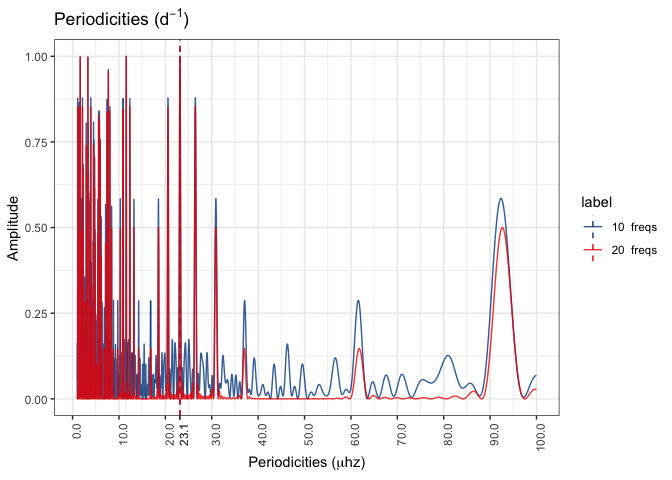 Periodicities (d⁻¹)
1.00
0.75
0.50
0.25
0.00
Amplitude
0.0
10.0
20.0
23.1
30.0
40.0
50.0
60.0
70.0
80.0
90.0
100.0
Periodicities (μhz)
label
10 freqs
20 freqs